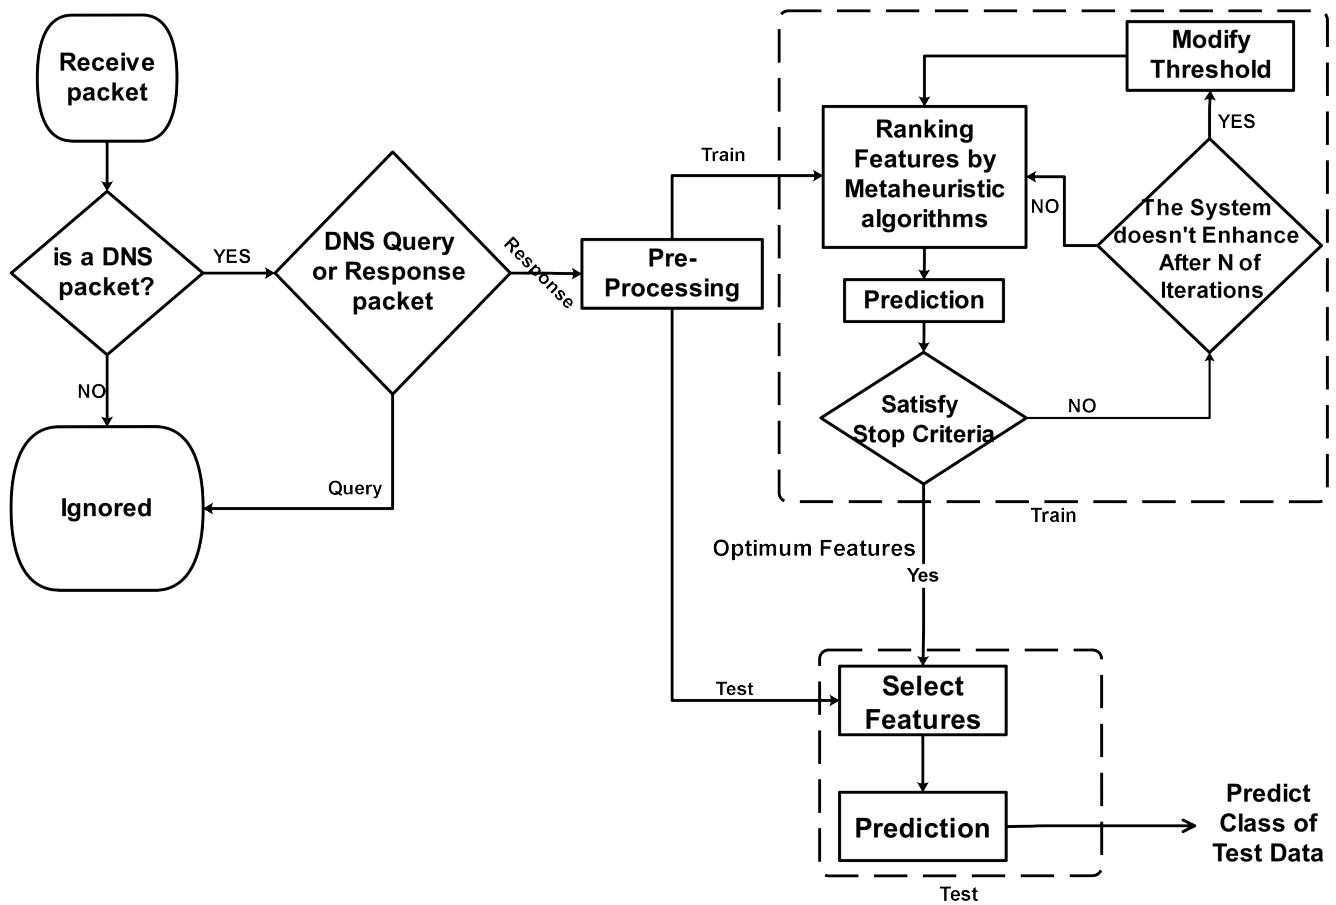 Receive
packet
is a DNS
packet?
YES
NO
Ignored
DNS Query
or Response
packet
Query
Response
Pre-
Processing
Train
Test
Modify
Threshold
Ranking
Features by
Metaheuristic
algorithms
YES
NO
The System
doesn't Enhance
After N of
Iterations
Prediction
Satisfy
Stop Criteria
NO
Train
Optimum Features
Yes
Select
Features
Prediction
Test
Predict
Class of
Test Data